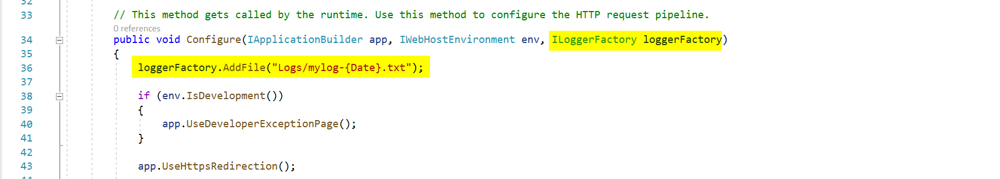 32
33 // This method gets called by the runtime. Use this method to configure the HTTP request pipeline.
0 references
34 public void Configure(IApplicationBuilder app, IWebHostEnvironment env, ILoggerFactory loggerFactory)
35 {
36 loggerFactory.AddFile("Logs/mylog-{Date}.txt");
37
38 if (env.IsDevelopment())
39 {
40 app.UseDeveloperExceptionPage();
41 }
42
43 app.UseHttpsRedirection();
44